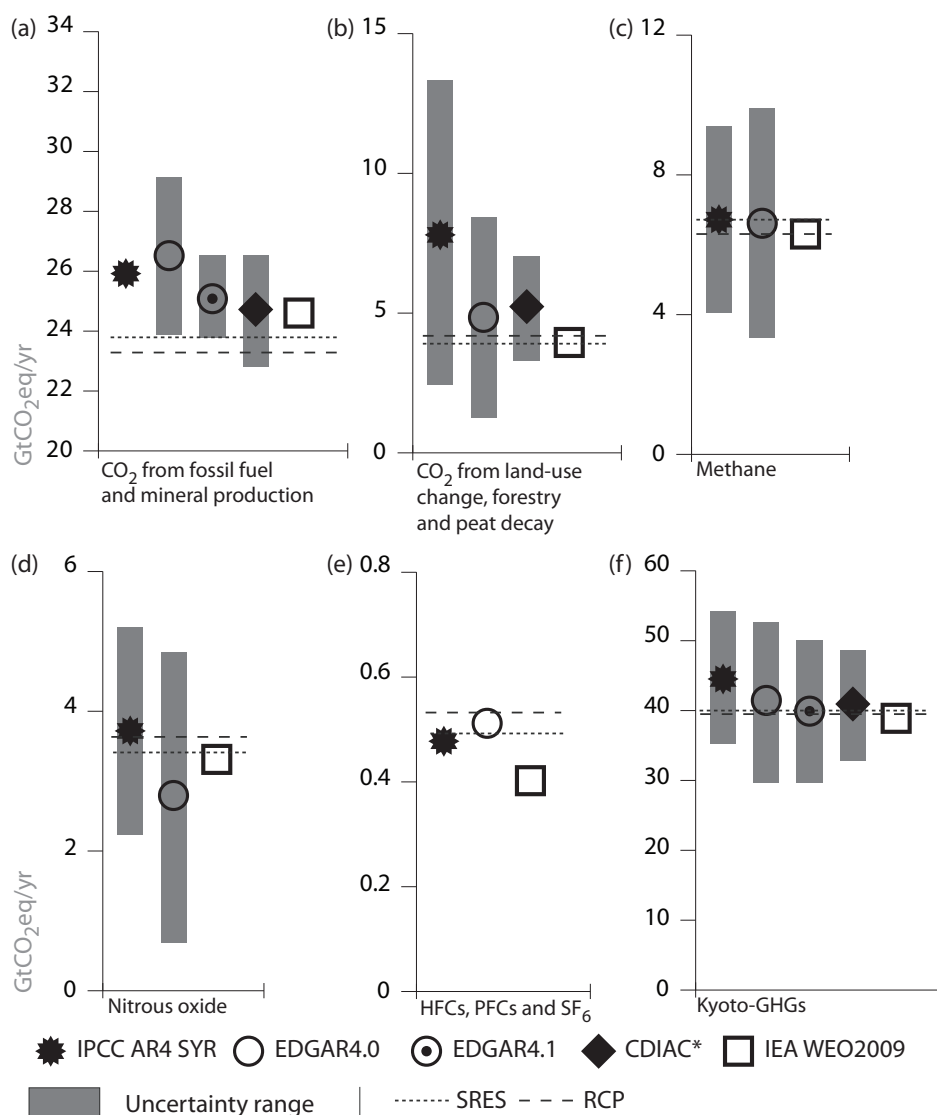 (a)
34
32
30
28
26
24
22
20
GtCO2eq/yr
CO2 from fossil fuel
and mineral production
(b)
15
10
5
0
CO2 from land-use
change, forestry
and peat decay
(c)
12
8
4
0
Methane
(d)
6
4
2
0
GtCO2eq/yr
Nitrous oxide
(e)
0.8
0.6
0.4
0.2
0
HFCs, PFCs and SF6
(f)
60
50
40
30
20
10
0
Kyoto-GHGs
IPCC AR4 SYR EDGAR4.0 EDGAR4.1 CDIAC* IEA WEO2009
Uncertainty range SRES RCP